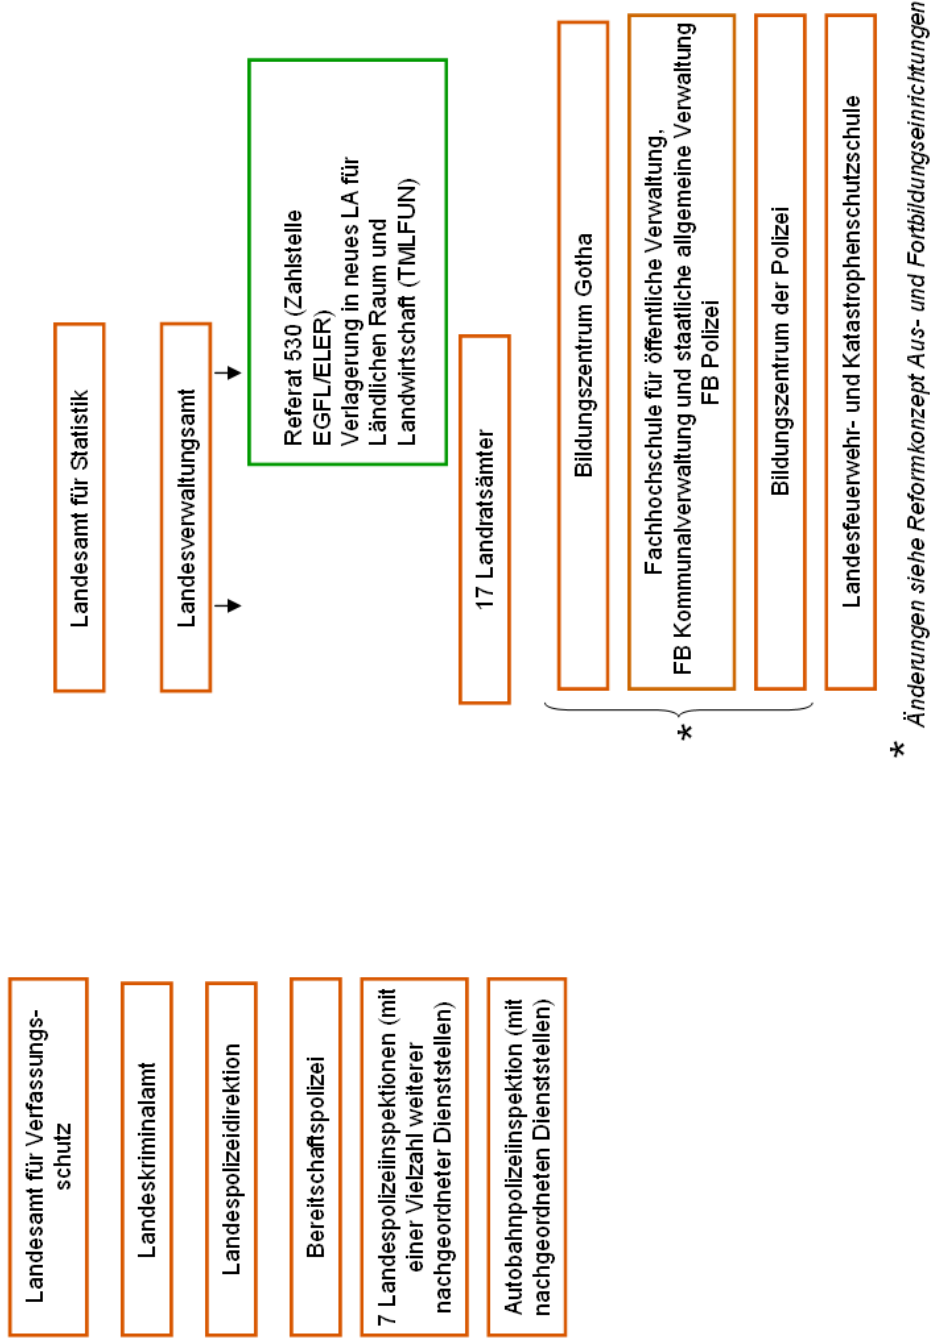 Landesamt für Verfassungs-
schutz
Landeskriminalamt
Landespolizeidirektion
Bereitschaftspolizei
7 Landespolizeiinspektionen (mit
einer Vielzahl weiterer
nachgeordneter Dienststellen)
Autobahnpolizeiinspektion (mit
nachgeordneten Dienststellen)
Landesamt für Statistik
Landesverwaltungsamt
Referat 530 (Zahlstelle
EGFL/ELER)
Verlagerung in neues LA für
Ländlichen Raum und
Landwirtschaft (TMLFUN)
17 Landratsämter
Bildungszentrum Gotha
Fachhochschule für öffentliche Verwaltung,
FB Kommunalverwaltung und staatliche allgemeine Verwaltung
FB Polizei
Bildungszentrum der Polizei
*
Landesfeuerwehr- und Katastrophenschutzschule
* Änderungen siehe Reformkonzept Aus- und Fortbildungseinrichtungen